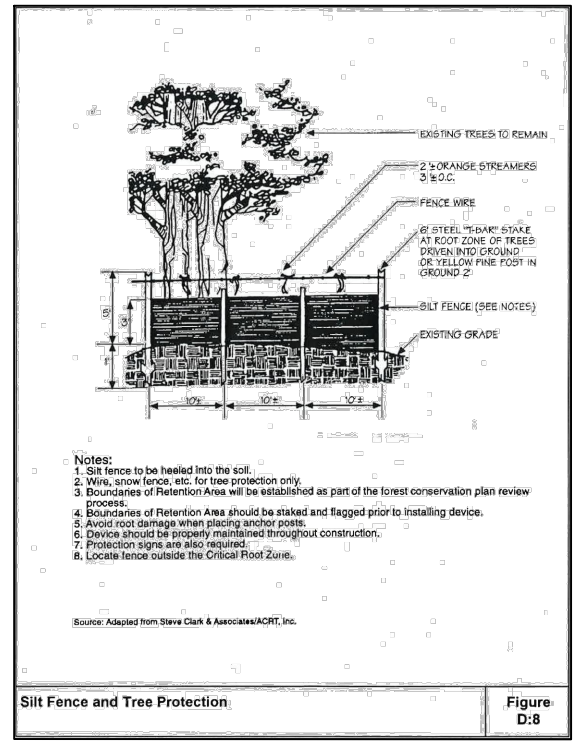 EXISTING TREES TO REMAIN
2'± ORANGE STREAMERS
3'± O.C.
FENCE WIRE
6' STEEL "T-BAR" STAKE
AT ROOT ZONE OF TREES
DRIVEN INTO GROUND
OR YELLOW PINE POST IN
GROUND 2'
SILT FENCE (SEE NOTES)
EXISTING GRADE
3'
10'± 10'± 10'±
Notes:
1. Silt fence to be heeled into the soil.
2. Wire, snow fence, etc. for tree protection only.
3. Boundaries of Retention Area will be established as part of the forest conservation plan review
process.
4. Boundaries of Retention Area should be staked and flagged prior to installing device.
5. Avoid root damage when placing anchor posts.
6. Device should be properly maintained throughout construction.
7. Protection signs are also required.
8. Locate fence outside the Critical Root Zone.
Source: Adapted from Steve Clark & Associates/ACRT, Inc.
Silt Fence and Tree Protection
Figure
D:8